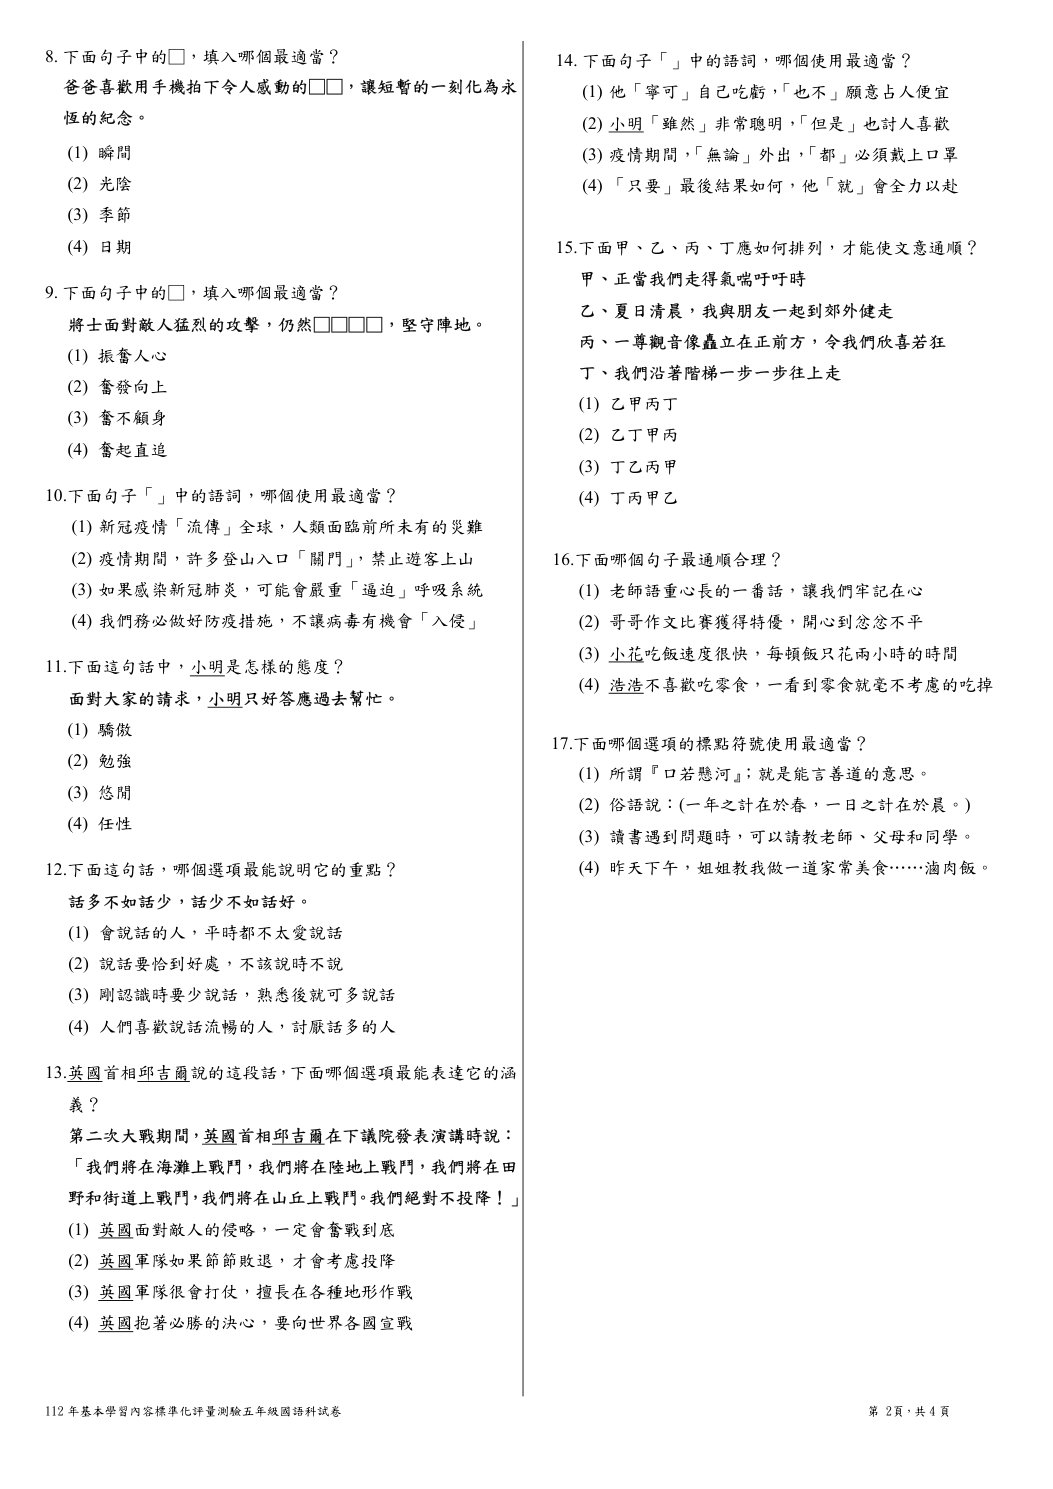 8. 下面句子中的□，填入哪個最適當？
爸爸喜歡用手機拍下令人感動的□□，讓短暫的一刻化為永
恆的紀念。
(1) 瞬間
(2) 光陰
(3) 季節
(4) 日期
9. 下面句子中的□，填入哪個最適當？
將士面對敵人猛烈的攻擊，仍然□□□□，堅守陣地。
(1) 振奮人心
(2) 奮發向上
(3) 奮不顧身
(4) 奮起直追
10.下面句子「」中的語詞，哪個使用最適當？
(1) 新冠疫情「流傳」全球，人類面臨前所未有的災難
(2) 疫情期間，許多登山入口「關門」，禁止遊客上山
(3) 如果感染新冠肺炎，可能會嚴重「逼迫」呼吸系統
(4) 我們務必做好防疫措施，不讓病毒有機會「入侵」
11.下面這句話中，小明是怎樣的態度？
面對大家的請求，小明只好答應過去幫忙。
(1) 驕傲
(2) 勉強
(3) 悠閒
(4) 任性
12.下面這句話，哪個選項最能說明它的重點？
話多不如話少，話少不如話好。
(1) 會說話的人，平時都不太愛說話
(2) 說話要恰到好處，不該說時不說
(3) 剛認識時要少說話，熟悉後就可多說話
(4) 人們喜歡說話流暢的人，討厭話多的人
13.英國首相邱吉爾說的這段話，下面哪個選項最能表達它的涵
義？
第二次大戰期間，英國首相邱吉爾在下議院發表演講時說：
「我們將在海灘上戰鬥，我們將在陸地上戰鬥，我們將在田
野和街道上戰鬥，我們將在山丘上戰鬥。我們絕對不投降！」
(1) 英國面對敵人的侵略，一定會奮戰到底
(2) 英國軍隊如果節節敗退，才會考慮投降
(3) 英國軍隊很會打仗，擅長在各種地形作戰
(4) 英國抱著必勝的決心，要向世界各國宣戰
14. 下面句子「」中的語詞，哪個使用最適當？
(1) 他「寧可」自己吃虧，「也不」願意占人便宜
(2) 小明「雖然」非常聰明，「但是」也討人喜歡
(3) 疫情期間，「無論」外出，「都」必須戴上口罩
(4) 「只要」最後結果如何，他「就」會全力以赴
15.下面甲、乙、丙、丁應如何排列，才能使文意通順？
甲、正當我們走得氣喘吁吁時
乙、夏日清晨，我與朋友一起到郊外健走
丙、一尊觀音像矗立在正前方，令我們欣喜若狂
丁、我們沿著階梯一步一步往上走
(1) 乙甲丙丁
(2) 乙丁甲丙
(3) 丁乙丙甲
(4) 丁丙甲乙
16.下面哪個句子最通順合理？
(1) 老師語重心長的一番話，讓我們牢記在心
(2) 哥哥作文比賽獲得特優，開心到忿忿不平
(3) 小花吃飯速度很快，每頓飯只花兩小時的時間
(4) 浩浩不喜歡吃零食，一看到零食就毫不考慮的吃掉
17.下面哪個選項的標點符號使用最適當？
(1) 所謂『口若懸河』；就是能言善道的意思。
(2) 俗語說：(一年之計在於春，一日之計在於晨。)
(3) 讀書遇到問題時，可以請教老師、父母和同學。
(4) 昨天下午，姐姐教我做一道家常美食……滷肉飯。
112 年基本學習內容標準化評量測驗五年級國語科試卷
第 2頁，共 4 頁